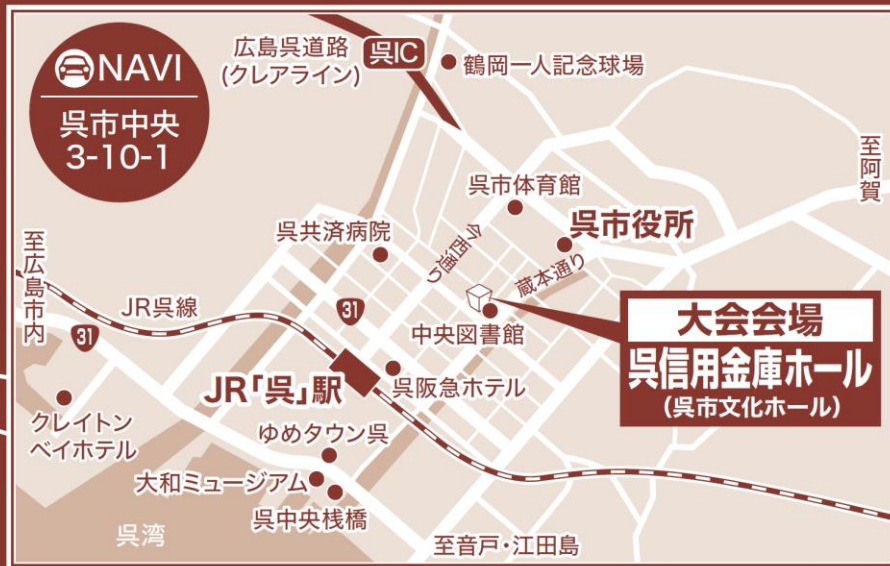 NAVI
呉市中央
3-10-1
広島呉道路
(クレアライン)
呉IC
鶴岡一人記念球場
至阿賀
呉市体育館
呉市役所
呉共済病院
今西通り
蔵本通り
至広島市内
JR呉線
31
31
中央図書館
大会会場
呉信用金庫ホール
(呉市文化ホール)
JR「呉」駅
呉阪急ホテル
クレイトン
ベイホテル
ゆめタウン呉
大和ミュージアム
呉中央桟橋
呉湾
至音戸・江田島